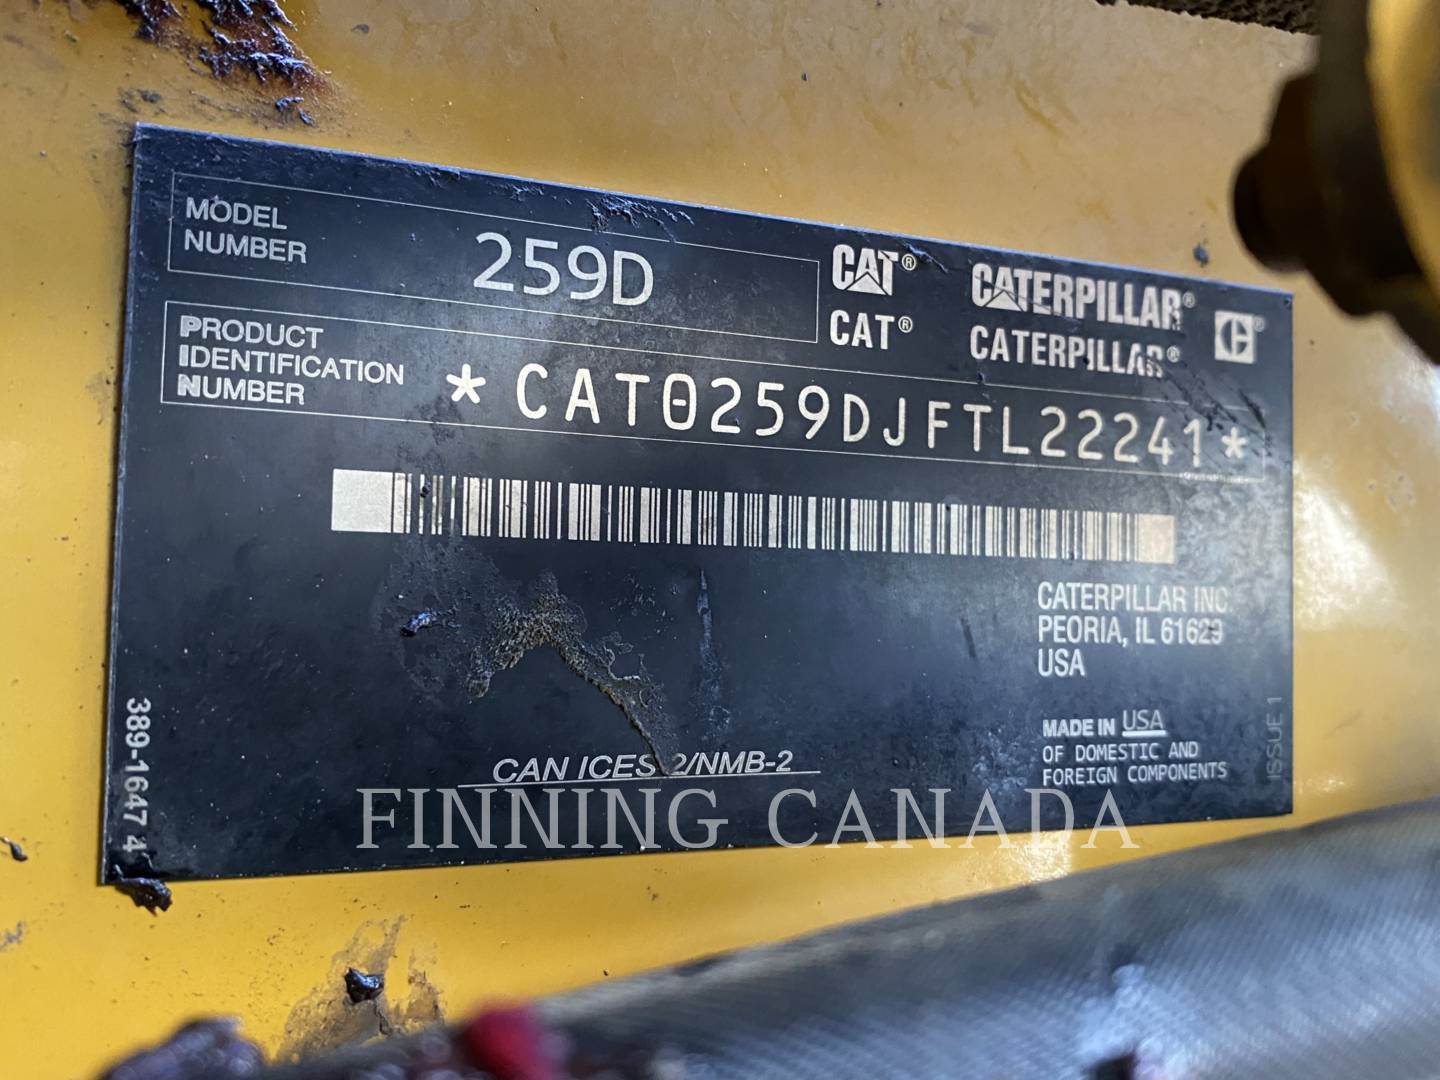 MODEL
NUMBER
259D
CAT®
CATERPILLAR®
CAT®
CATERPILLAR®
PRODUCT
IDENTIFICATION
NUMBER
*CAT0259DJFTL22241*
CATERPILLAR INC.
PEORIA, IL 61629
USA
MADE IN USA
OF DOMESTIC AND
FOREIGN COMPONENTS
ISSUE 1
CAN ICES-2/NMB-2
389-1647 4
FINNING CANADA